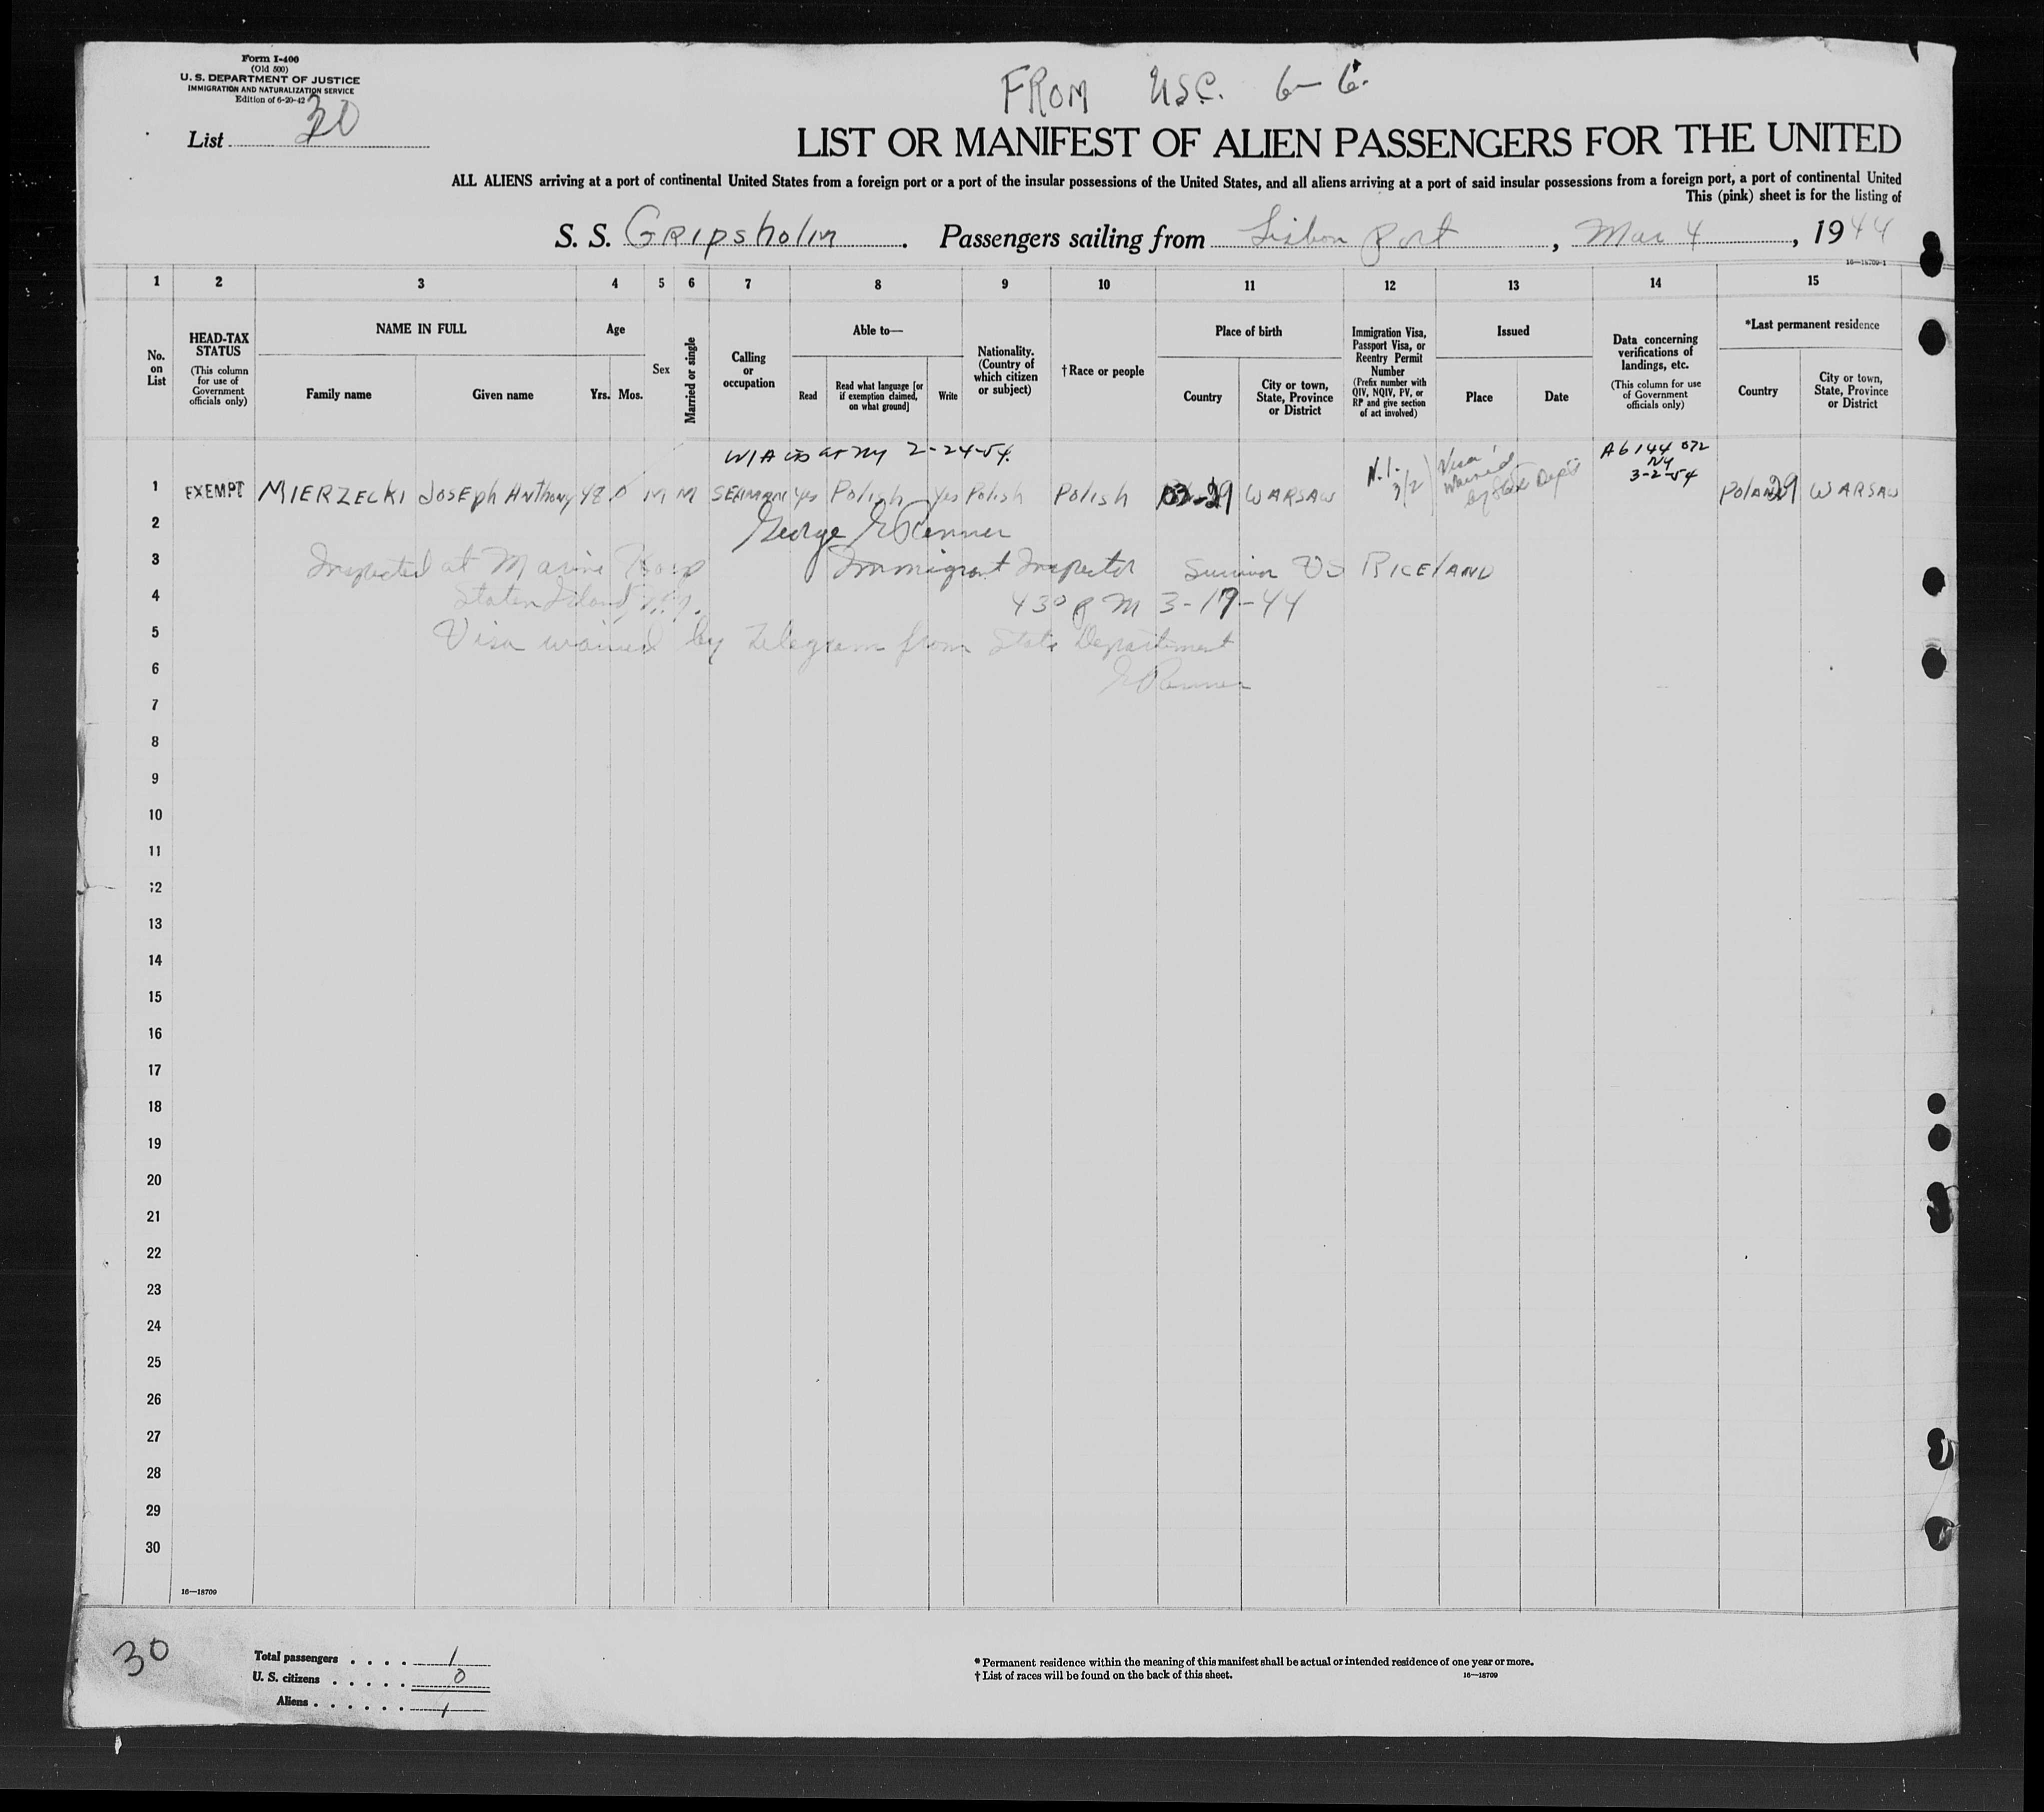 Form I-400
(Old 500)
U. S. DEPARTMENT OF JUSTICE
IMMIGRATION AND NATURALIZATION SERVICE
Edition of 6-20-42
FROM USC. 6-6.
List 30
LIST OR MANIFEST OF ALIEN PASSENGERS FOR THE UNITED
ALL ALIENS arriving at a port of continental United States from a foreign port or a port of the insular possessions of the United States, and all aliens arriving at a port of said insular possessions from a foreign port, a port of continental United
This (pink) sheet is for the listing of
S. S. GRIPSholm. Passengers sailing from Lisbon Port, Mar 4, 1944
16—18709-1
1 2 3 4 5 6 7 8 9 10 11 12 13 14 15
No. on List
HEAD-TAX STATUS (This column for use of Government officials only)
NAME IN FULL
Family name Given name
Age
Yrs. Mos.
Sex
Married or single
Calling or occupation
Able to—
Read
Read what language [or if exemption claimed, on what ground]
Write
Nationality. (Country of which citizen or subject)
†Race or people
Place of birth
Country
City or town, State, Province or District
Immigration Visa, Passport Visa, or Reentry Permit Number (Prefix number with QIV, NQIV, PV, or RP and give section of act involved)
Issued
Place Date
Data concerning verifications of landings, etc. (This column for use of Government officials only)
*Last permanent residence
Country
City or town, State, Province or District
2-24-54.
A6144 072
NY
3-2-54
1 EXEMPT MIERZECKI JOSEph ANThony 48 0 M M SEAMAN yes Polish yes Polish Polish WARSAW N.I. 3/2) Visa waived by State Dep't PolAND 29 WARSAW
2 George E Renner
3 Inspected at Marine Hosp Immigrant Inspector Survivor US RICELAND
4 Staten Island N.Y. 430 P M 3-17-44
5 Visa waived by telegram from State Department
6 E Renner
7
8
9
10
11
12
13
14
15
16
17
18
19
20
21
22
23
24
25
26
27
28
29
30
16—18709
30
Total passengers . . . . 1
U. S. citizens . . . . . 0
Aliens . . . . . . 1
* Permanent residence within the meaning of this manifest shall be actual or intended residence of one year or more.
† List of races will be found on the back of this sheet. 16—18709